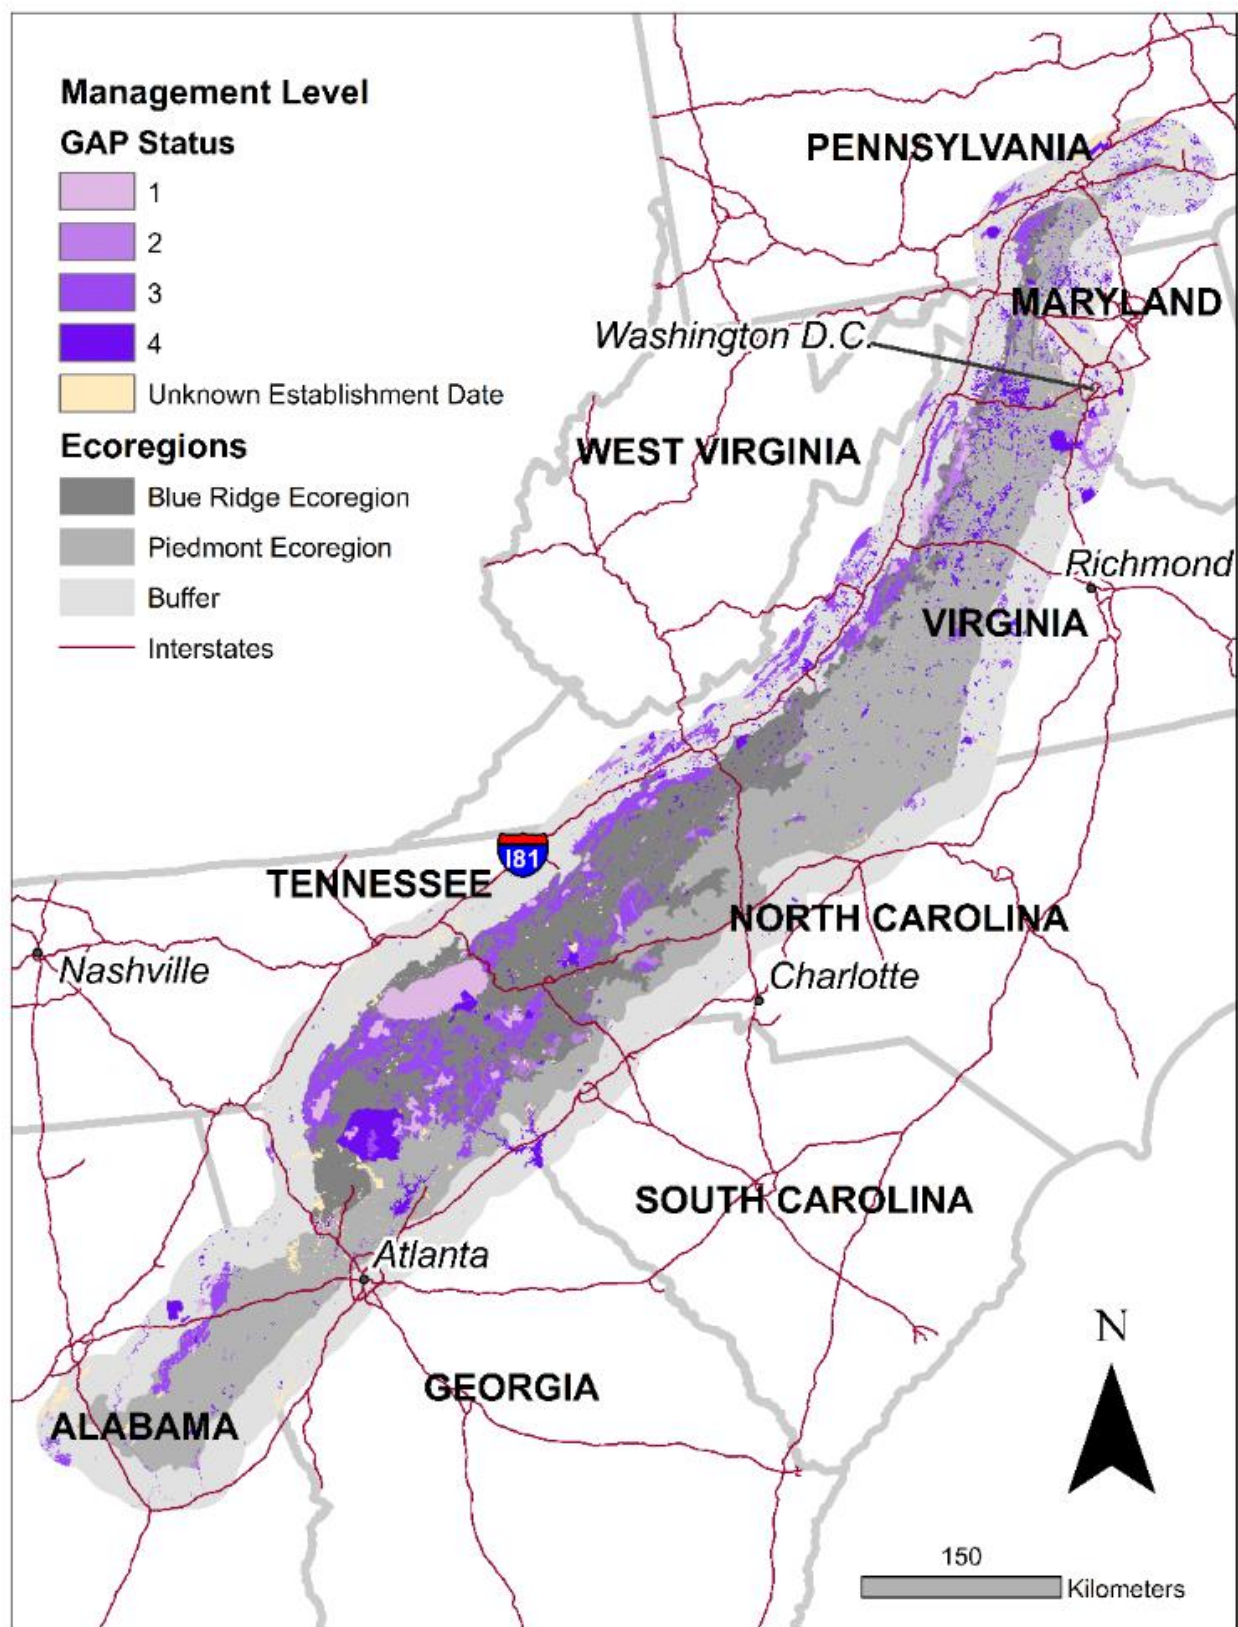 Management Level
GAP Status
1
2
3
4
Unknown Establishment Date
Ecoregions
Blue Ridge Ecoregion
Piedmont Ecoregion
Buffer
Interstates
PENNSYLVANIA
MARYLAND
Washington D.C.
WEST VIRGINIA
Richmond
VIRGINIA
I81
TENNESSEE
NORTH CAROLINA
Nashville
Charlotte
SOUTH CAROLINA
Atlanta
GEORGIA
ALABAMA
N
150
Kilometers